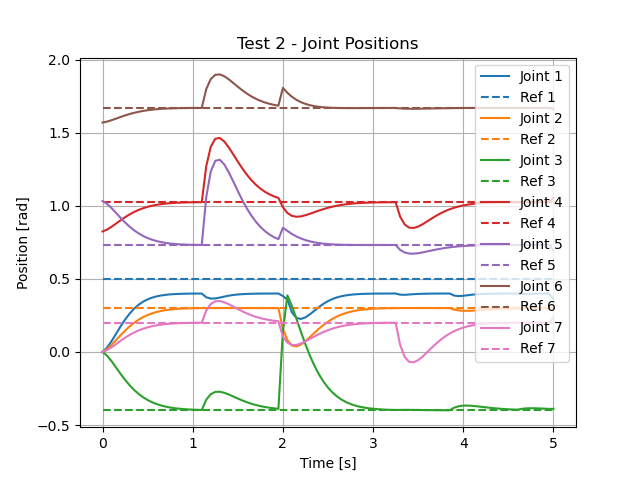 Test 2 - Joint Positions
2.0
1.5
1.0
0.5
0.0
−0.5
Position [rad]
0 1 2 3 4 5
Time [s]
Joint 1
Ref 1
Joint 2
Ref 2
Joint 3
Ref 3
Joint 4
Ref 4
Joint 5
Ref 5
Joint 6
Ref 6
Joint 7
Ref 7